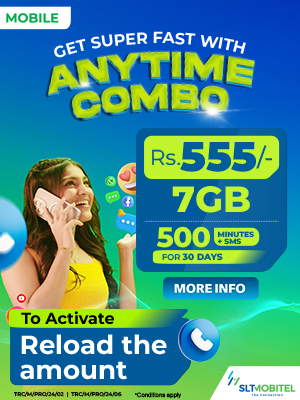 MOBILE
GET SUPER FAST WITH
ANYTIME
COMBO
Rs.555/-
7GB
500 MINUTES + SMS
FOR 30 DAYS
MORE INFO
To Activate
Reload the
amount
SLTMOBITEL
The Connection
TRC/M/PRO/24/02 | TRC/M/PRO/24/06 *Conditions apply